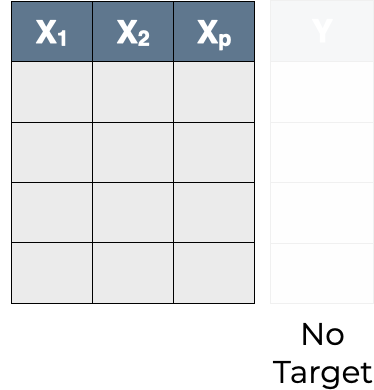 X₁ X₂ Xₚ Y
No
Target